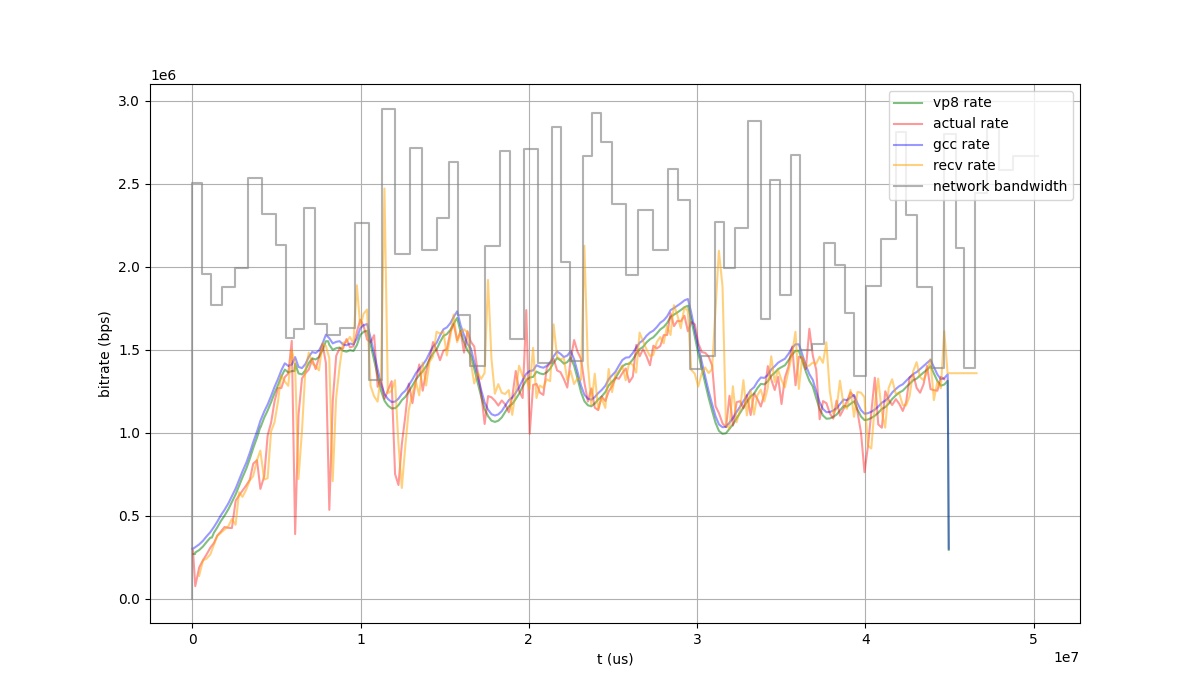 1e6
3.0
2.5
2.0
1.5
1.0
0.5
0.0
bitrate (bps)
vp8 rate
actual rate
gcc rate
recv rate
network bandwidth
0 1 2 3 4 5
t (us)
1e7